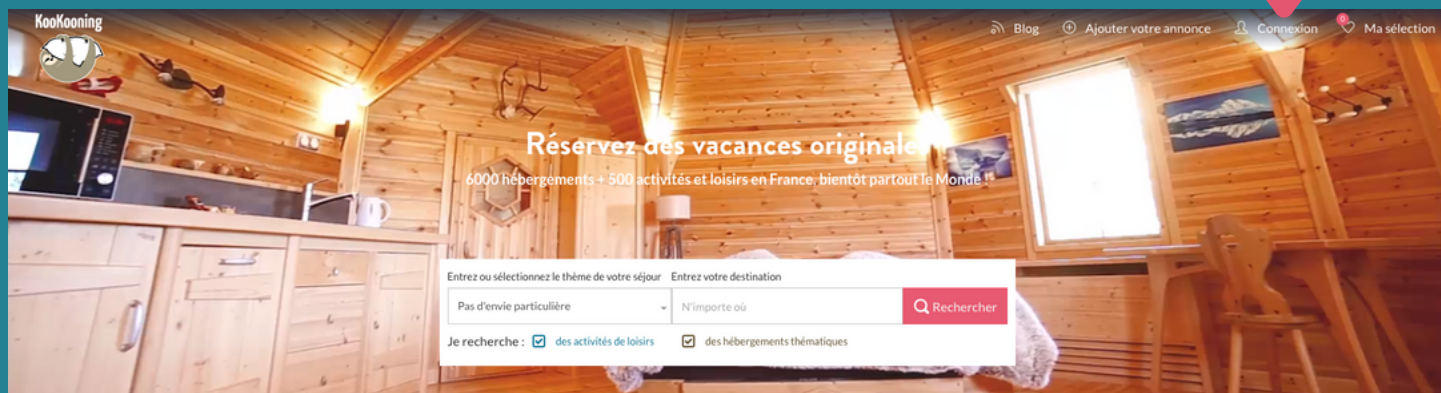 KooKooning
Blog
Ajouter votre annonce
Connexion
0
Ma sélection
Réservez des vacances originales
6000 hébergements + 500 activités et loisirs en France, bientôt partout le Monde !
Entrez ou sélectionnez le thème de votre séjour
Entrez votre destination
Pas d'envie particulière
N'importe où
Rechercher
Je recherche :
des activités de loisirs
des hébergements thématiques